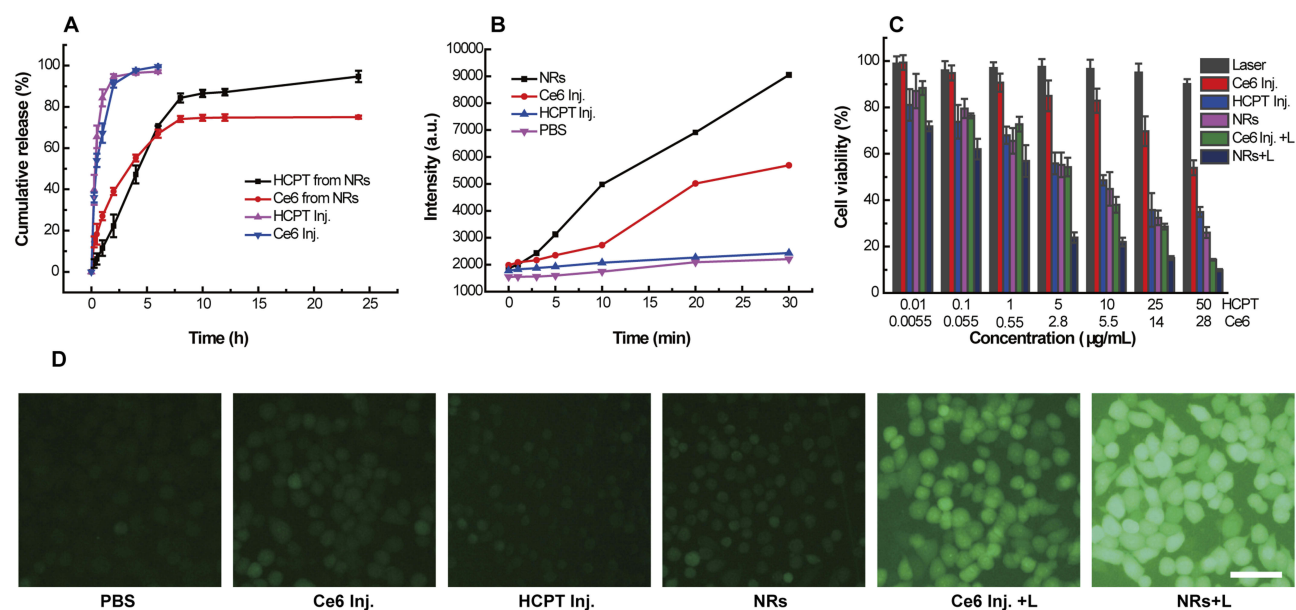 A
Cumulative release (%)
100
80
60
40
20
0
HCPT from NRs
Ce6 from NRs
HCPT Inj.
Ce6 Inj.
0 5 10 15 20 25
Time (h)
B
Intensity (a.u.)
10000
9000
8000
7000
6000
5000
4000
3000
2000
1000
NRs
Ce6 Inj.
HCPT Inj.
PBS
0 5 10 15 20 25 30
Time (min)
C
Cell viability (%)
100
80
60
40
20
0
Laser
Ce6 Inj.
HCPT Inj.
NRs
Ce6 Inj. +L
NRs+L
0.01 0.1 1 5 10 25 50 HCPT
0.0055 0.055 0.55 2.8 5.5 14 28 Ce6
Concentration (µg/mL)
D
PBS Ce6 Inj. HCPT Inj. NRs Ce6 Inj. +L NRs+L